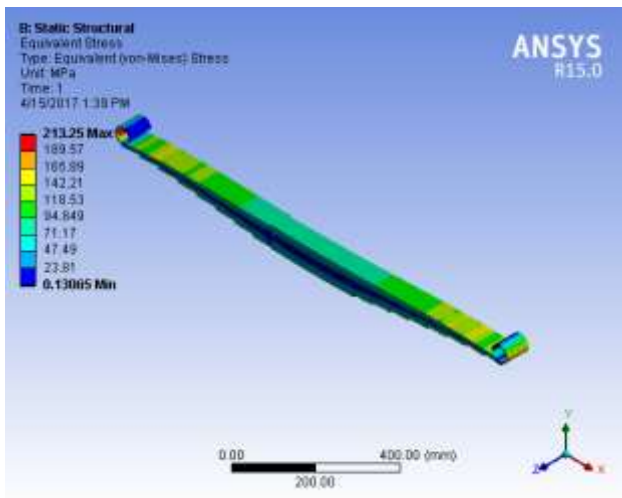 B: Static Structural
Equivalent Stress
Type: Equivalent (von-Mises) Stress
Unit: MPa
Time: 1
4/15/2017 1:39 PM
ANSYS
R15.0
213.25 Max
189.57
165.89
142.21
118.53
94.849
71.17
47.49
23.81
0.13065 Min
0.00
400.00 (mm)
200.00
Y
Z
X